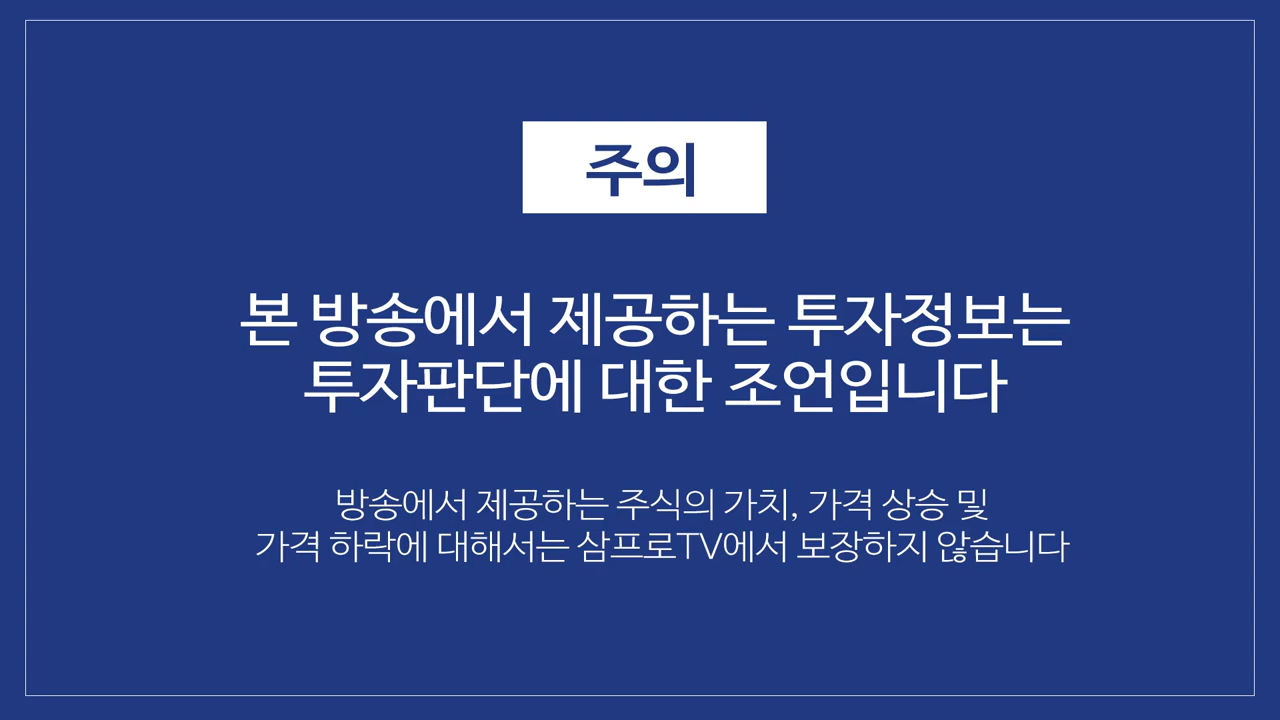 주의
본 방송에서 제공하는 투자정보는
투자판단에 대한 조언입니다
방송에서 제공하는 주식의 가치, 가격 상승 및
가격 하락에 대해서는 삼프로TV에서 보장하지 않습니다